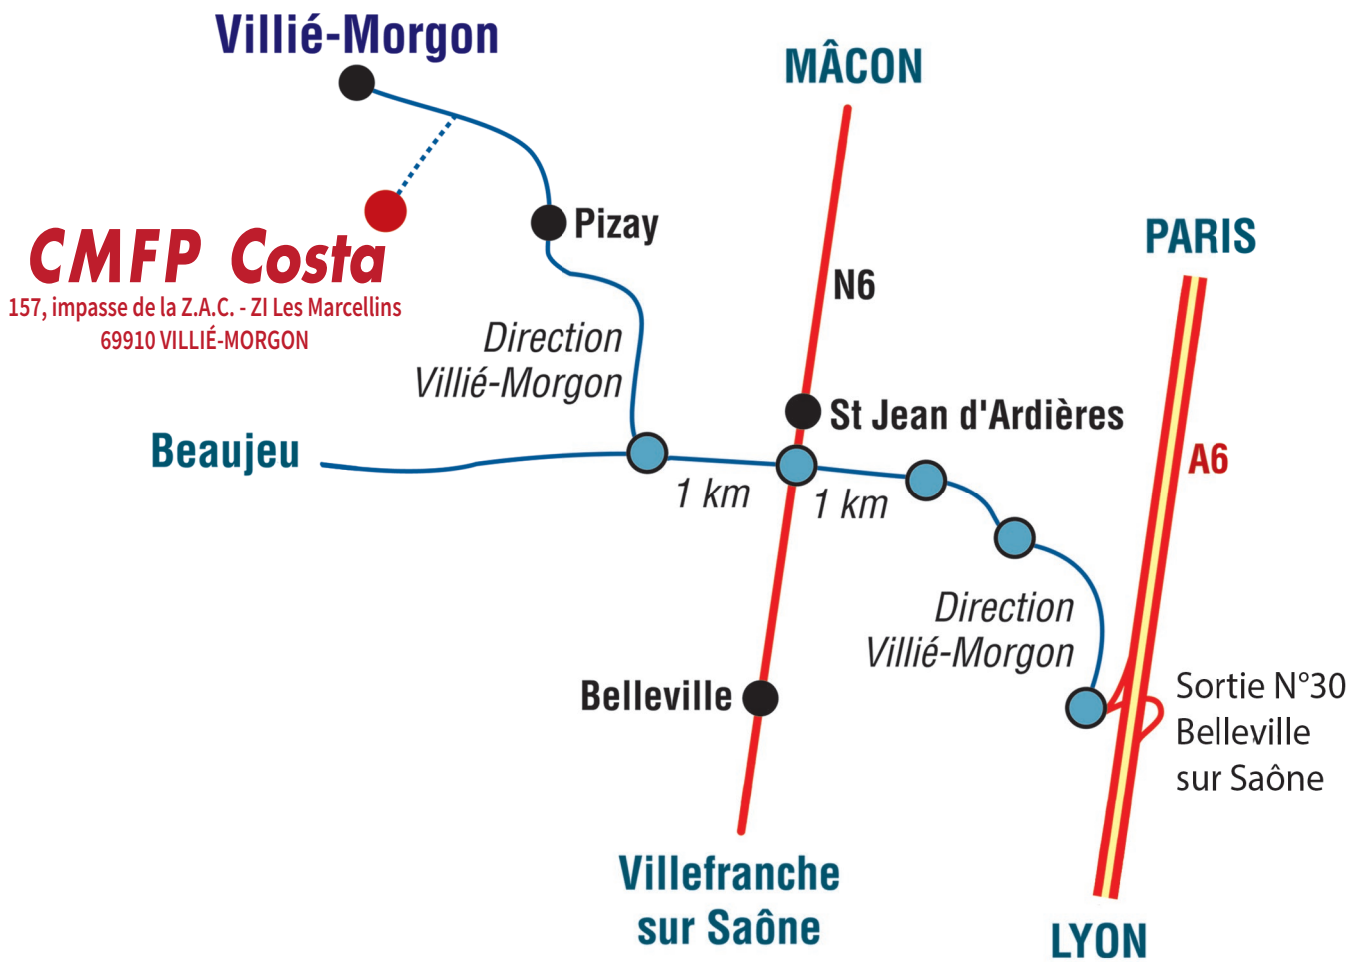 Villié-Morgon
MÂCON
CMFP Costa
157, impasse de la Z.A.C. - ZI Les Marcellins
69910 VILLIÉ-MORGON
Pizay
PARIS
N6
Direction
Villié-Morgon
St Jean d'Ardières
Beaujeu
A6
1 km
1 km
Direction
Villié-Morgon
Belleville
Sortie N°30
Belleville
sur Saône
Villefranche
sur Saône
LYON